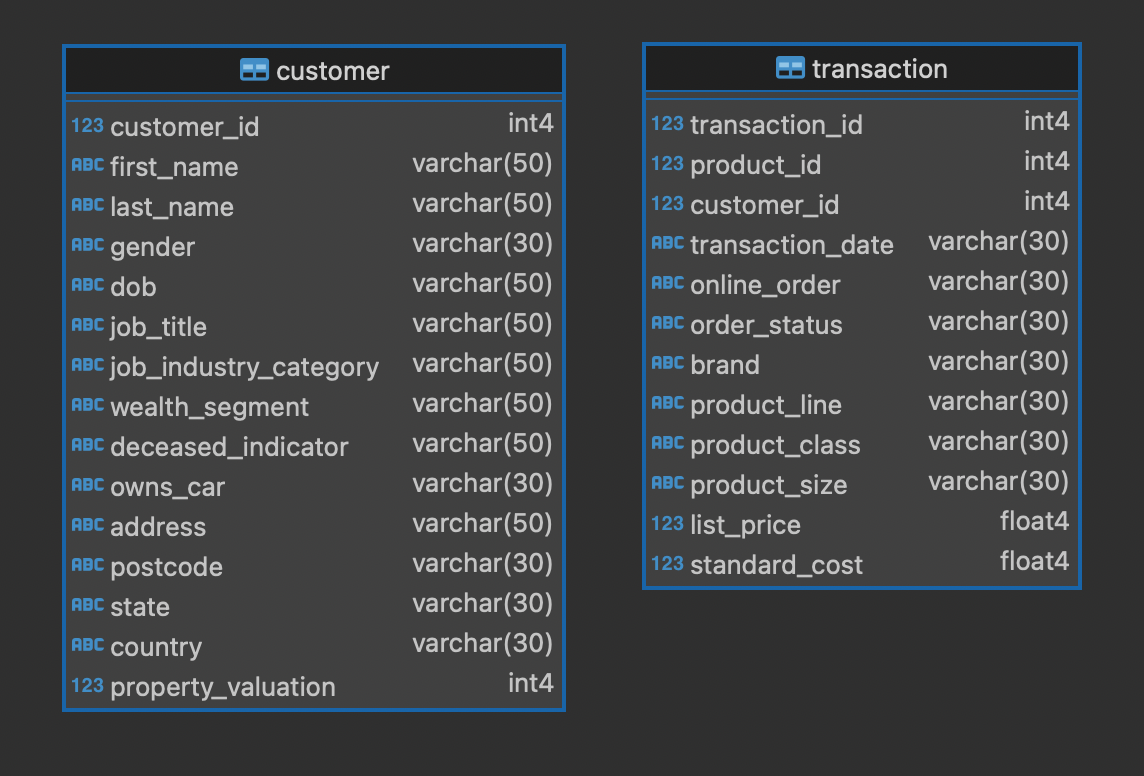 customer
123 customer_id int4
ABC first_name varchar(50)
ABC last_name varchar(50)
ABC gender varchar(30)
ABC dob varchar(50)
ABC job_title varchar(50)
ABC job_industry_category varchar(50)
ABC wealth_segment varchar(50)
ABC deceased_indicator varchar(50)
ABC owns_car varchar(30)
ABC address varchar(50)
ABC postcode varchar(30)
ABC state varchar(30)
ABC country varchar(30)
123 property_valuation int4
transaction
123 transaction_id int4
123 product_id int4
123 customer_id int4
ABC transaction_date varchar(30)
ABC online_order varchar(30)
ABC order_status varchar(30)
ABC brand varchar(30)
ABC product_line varchar(30)
ABC product_class varchar(30)
ABC product_size varchar(30)
123 list_price float4
123 standard_cost float4